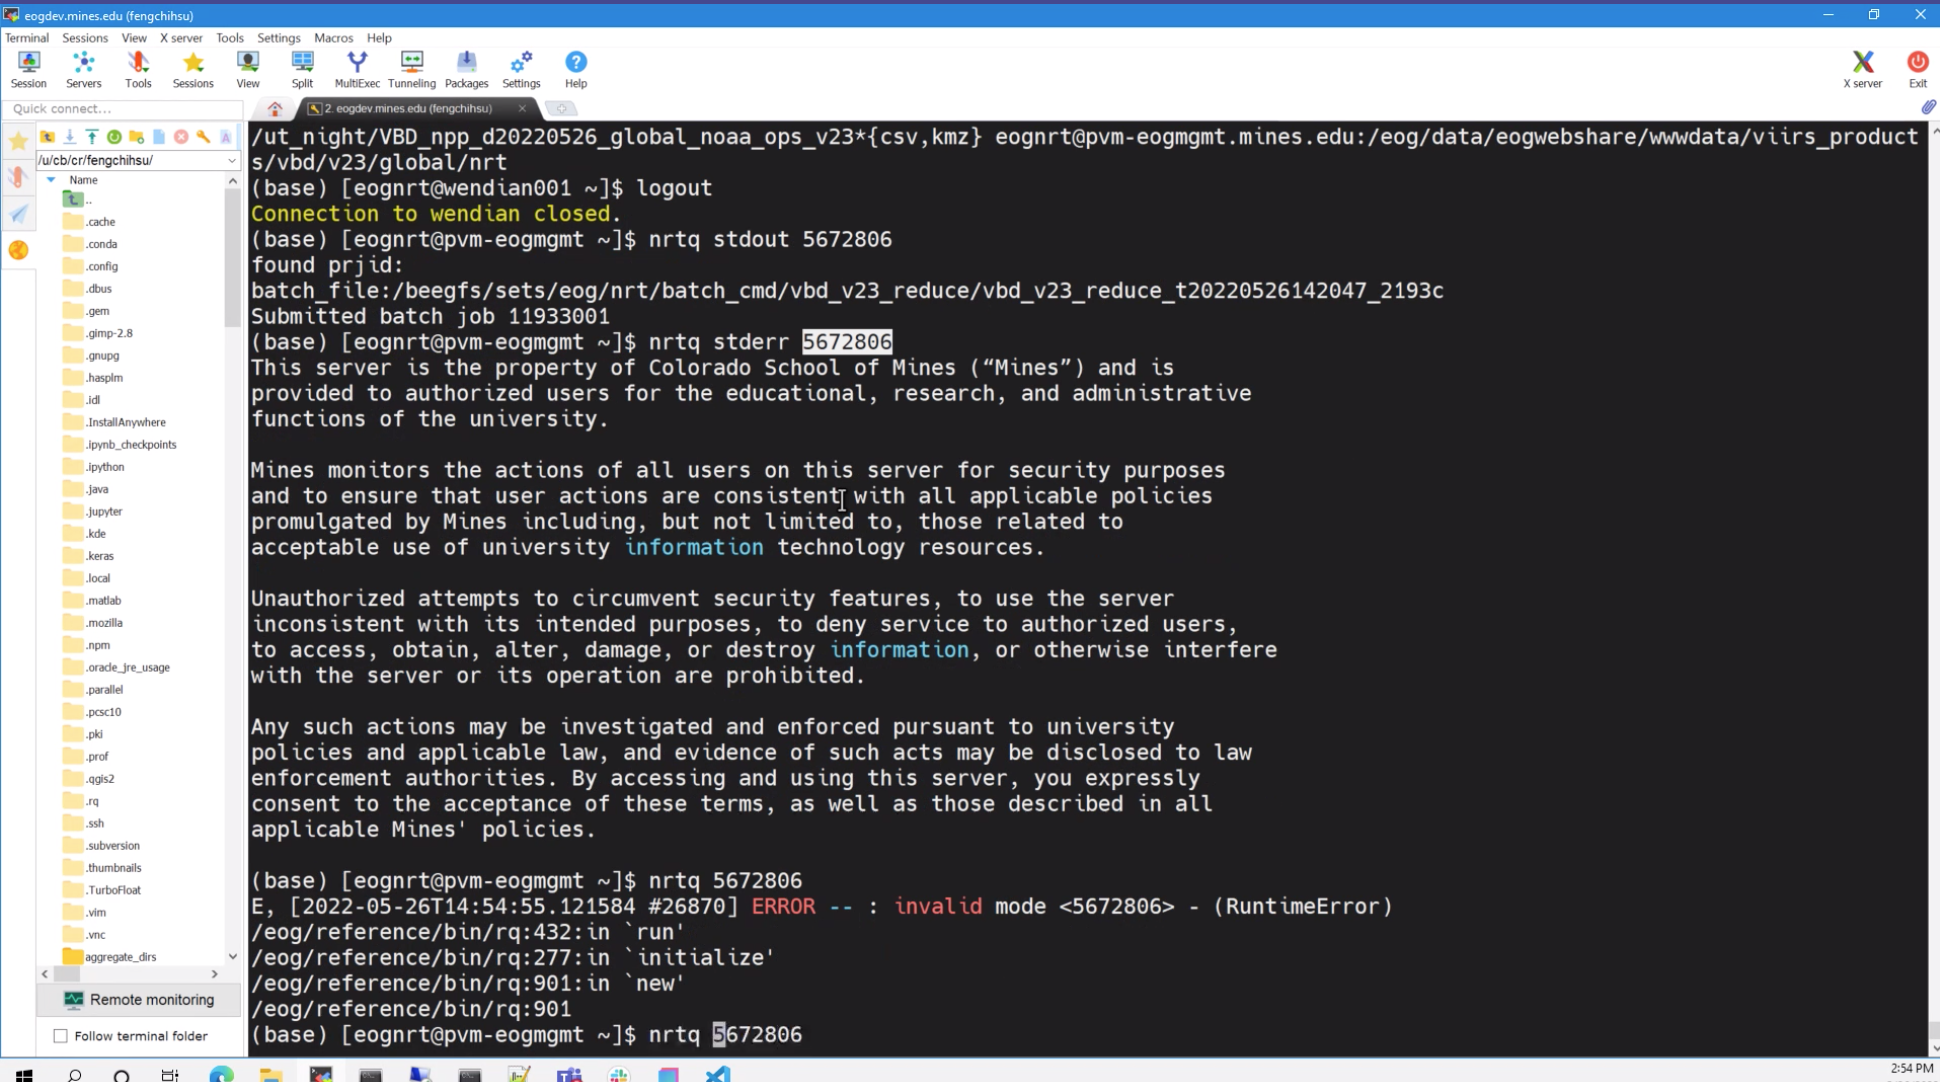 eogdev.mines.edu (fengchihsu)
Terminal Sessions View X server Tools Settings Macros Help
Session Servers Tools Sessions View Split MultiExec Tunneling Packages Settings Help X server Exit
Quick connect...
2. eogdev.mines.edu (fengchihsu)
/u/cb/cr/fengchihsu/
Name
..
.cache
.conda
.config
.dbus
.gem
.gimp-2.8
.gnupg
.hasplm
.idl
.InstallAnywhere
.ipynb_checkpoints
.ipython
.java
.jupyter
.kde
.keras
.local
.matlab
.mozilla
.npm
.oracle_jre_usage
.parallel
.pcsc10
.pki
.prof
.qgis2
.rq
.ssh
.subversion
.thumbnails
.TurboFloat
.vim
.vnc
aggregate_dirs
Remote monitoring
Follow terminal folder
/ut_night/VBD_npp_d20220526_global_noaa_ops_v23*{csv,kmz} eognrt@pvm-eogmgmt.mines.edu:/eog/data/eogwebshare/wwwdata/viirs_product
s/vbd/v23/global/nrt
(base) [eognrt@wendian001 ~]$ logout
Connection to wendian closed.
(base) [eognrt@pvm-eogmgmt ~]$ nrtq stdout 5672806
found prjid:
batch_file:/beegfs/sets/eog/nrt/batch_cmd/vbd_v23_reduce/vbd_v23_reduce_t20220526142047_2193c
Submitted batch job 11933001
(base) [eognrt@pvm-eogmgmt ~]$ nrtq stderr 5672806
This server is the property of Colorado School of Mines (“Mines”) and is
provided to authorized users for the educational, research, and administrative
functions of the university.
Mines monitors the actions of all users on this server for security purposes
and to ensure that user actions are consistent with all applicable policies
promulgated by Mines including, but not limited to, those related to
acceptable use of university information technology resources.
Unauthorized attempts to circumvent security features, to use the server
inconsistent with its intended purposes, to deny service to authorized users,
to access, obtain, alter, damage, or destroy information, or otherwise interfere
with the server or its operation are prohibited.
Any such actions may be investigated and enforced pursuant to university
policies and applicable law, and evidence of such acts may be disclosed to law
enforcement authorities. By accessing and using this server, you expressly
consent to the acceptance of these terms, as well as those described in all
applicable Mines' policies.
(base) [eognrt@pvm-eogmgmt ~]$ nrtq 5672806
E, [2022-05-26T14:54:55.121584 #26870] ERROR -- : invalid mode <5672806> - (RuntimeError)
/eog/reference/bin/rq:432:in `run'
/eog/reference/bin/rq:277:in `initialize'
/eog/reference/bin/rq:901:in `new'
/eog/reference/bin/rq:901
(base) [eognrt@pvm-eogmgmt ~]$ nrtq 5672806
2:54 PM